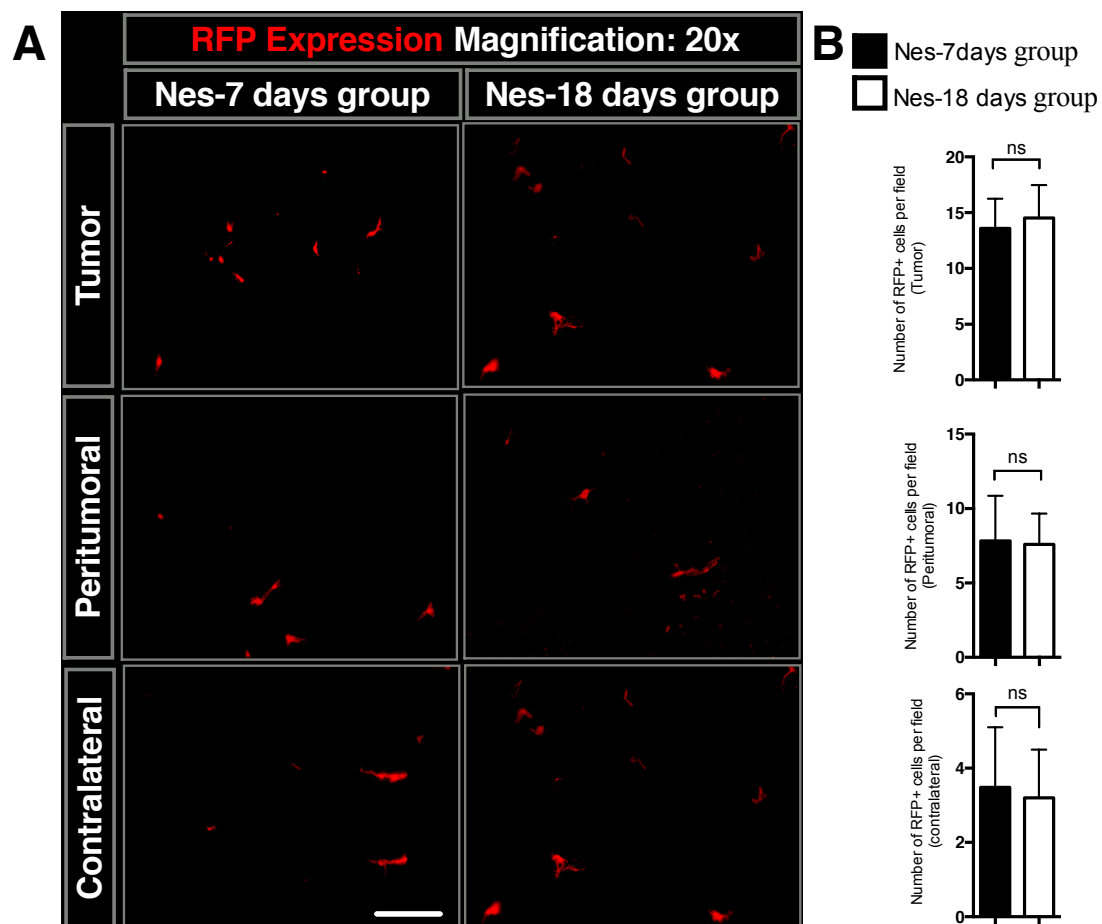 A
RFP Expression Magnification: 20x
Nes-7 days group
Nes-18 days group
Tumor
Peritumoral
Contralateral
B
Nes-7days group
Nes-18 days group
Number of RFP+ cells per field
(Tumor)
20
15
10
5
0
ns
Number of RFP+ cells per field
(Peritumoral)
15
10
5
0
ns
Number of RFP+ cells per field
(contralateral)
6
4
2
0
ns